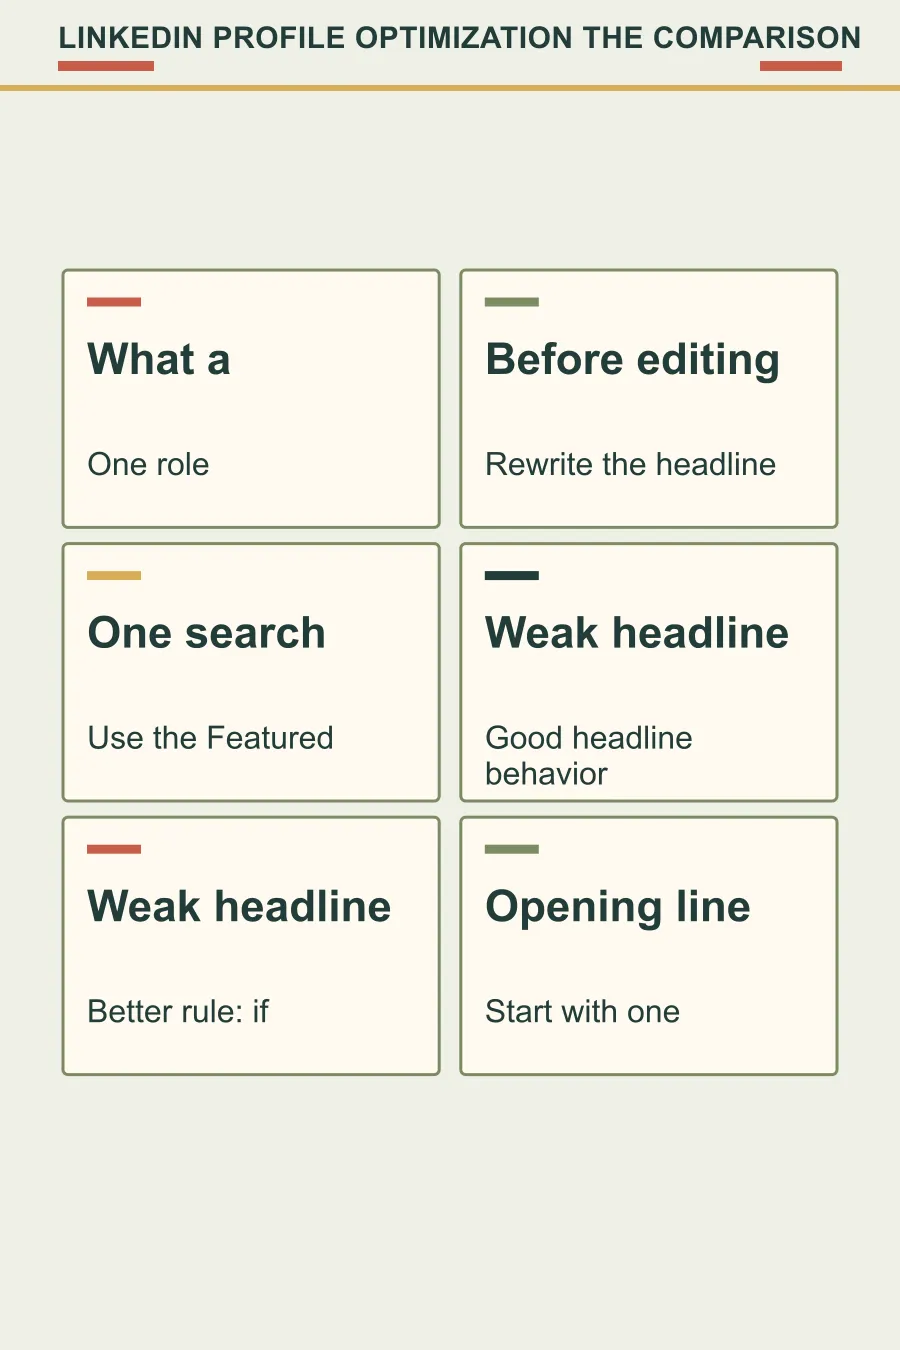 LINKEDIN PROFILE OPTIMIZATION THE COMPARISON
What a
One role
Before editing
Rewrite the headline
One search
Use the Featured
Weak headline
Good headline
behavior
Weak headline
Better rule: if
Opening line
Start with one